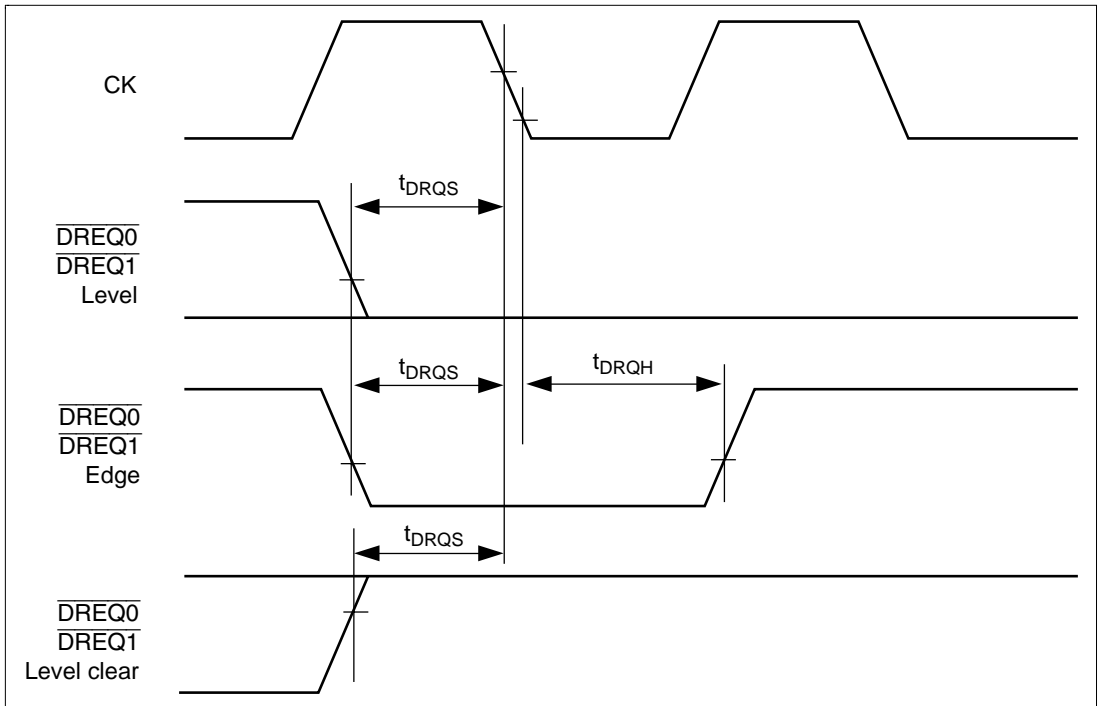 CK
tDRQS
DREQ0
DREQ1
Level
tDRQS
tDRQH
DREQ0
DREQ1
Edge
tDRQS
DREQ0
DREQ1
Level clear